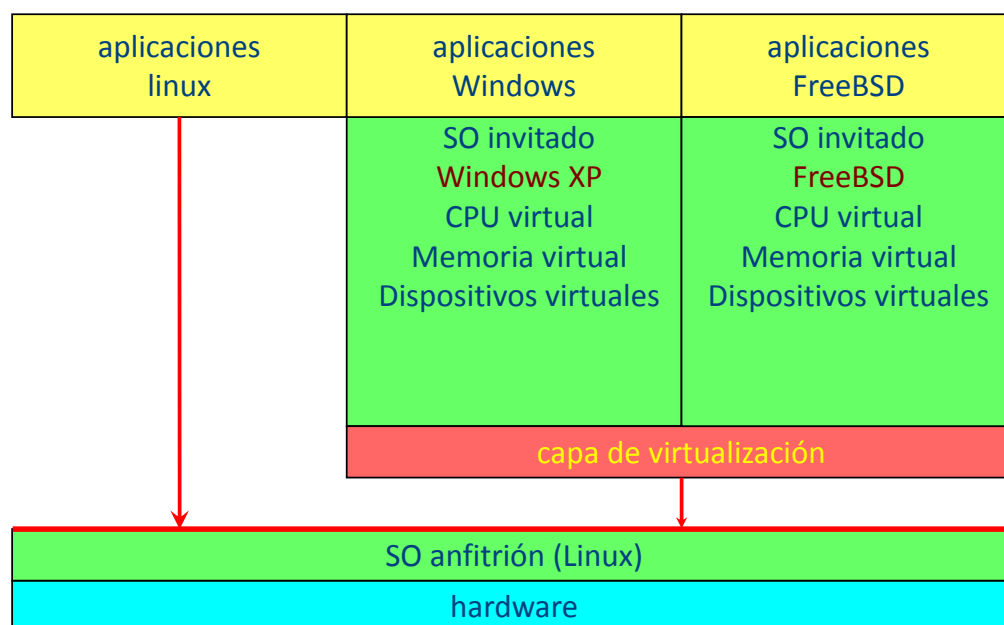 aplicaciones
linux
aplicaciones
Windows
aplicaciones
FreeBSD
SO invitado
Windows XP
CPU virtual
Memoria virtual
Dispositivos virtuales
SO invitado
FreeBSD
CPU virtual
Memoria virtual
Dispositivos virtuales
capa de virtualización
SO anfitrión (Linux)
hardware